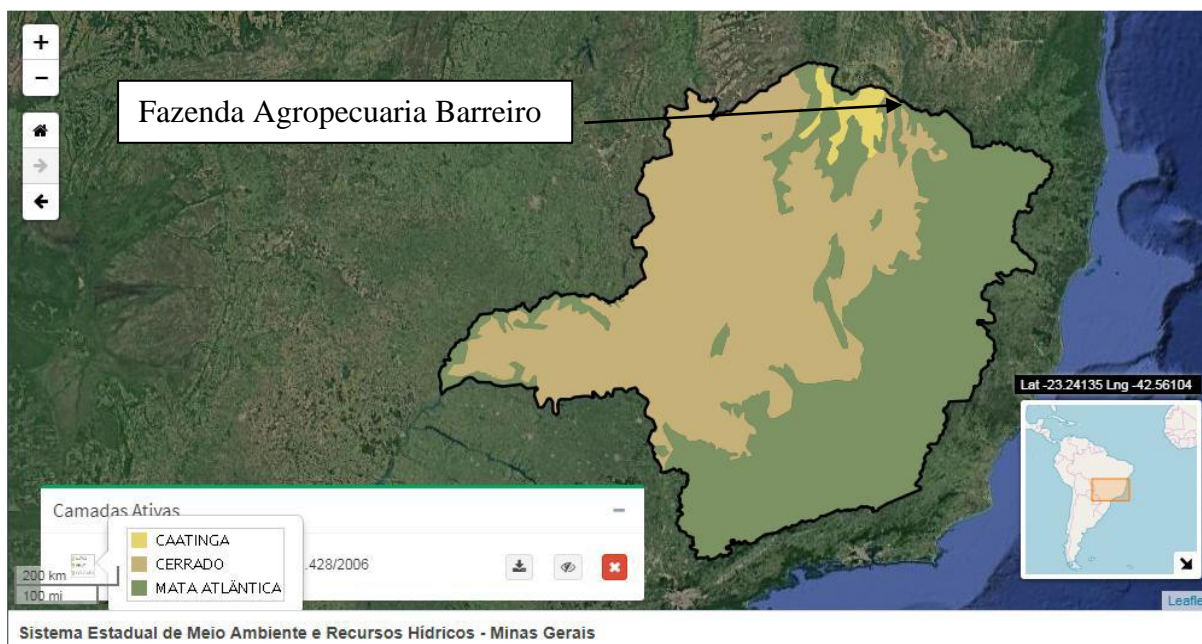 +
−
Fazenda Agropecuaria Barreiro
Lat -23.24135 Lng -42.56104
Camadas Ativas
CAATINGA
CERRADO
MATA ATLÂNTICA
.428/2006
200 km
100 mi
Leafle
Sistema Estadual de Meio Ambiente e Recursos Hídricos - Minas Gerais